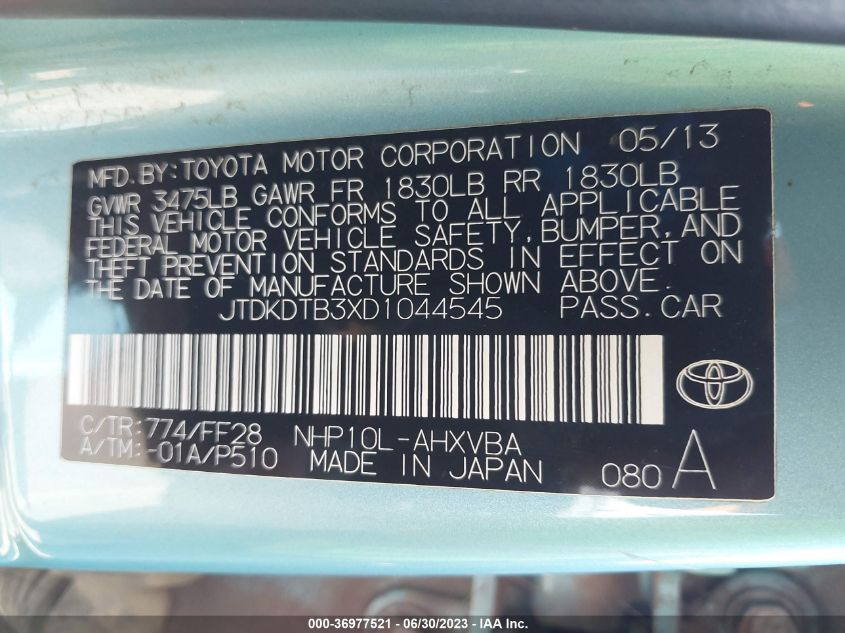 MFD.BY:TOYOTA MOTOR CORPORATION 05/13
GVWR 3475LB GAWR FR 1830LB RR 1830LB
THIS VEHICLE CONFORMS TO ALL APPLICABLE
FEDERAL MOTOR VEHICLE SAFETY,BUMPER,AND
THEFT PREVENTION STANDARDS IN EFFECT ON
THE DATE OF MANUFACTURE SHOWN ABOVE.
JTDKDTB3XD1044545 PASS.CAR
C/TR:774/FF28 NHP10L-AHXVBA
A/TM:-01A/P510 MADE IN JAPAN 080 A
000-36977521 - 06/30/2023 - © IAA Inc.